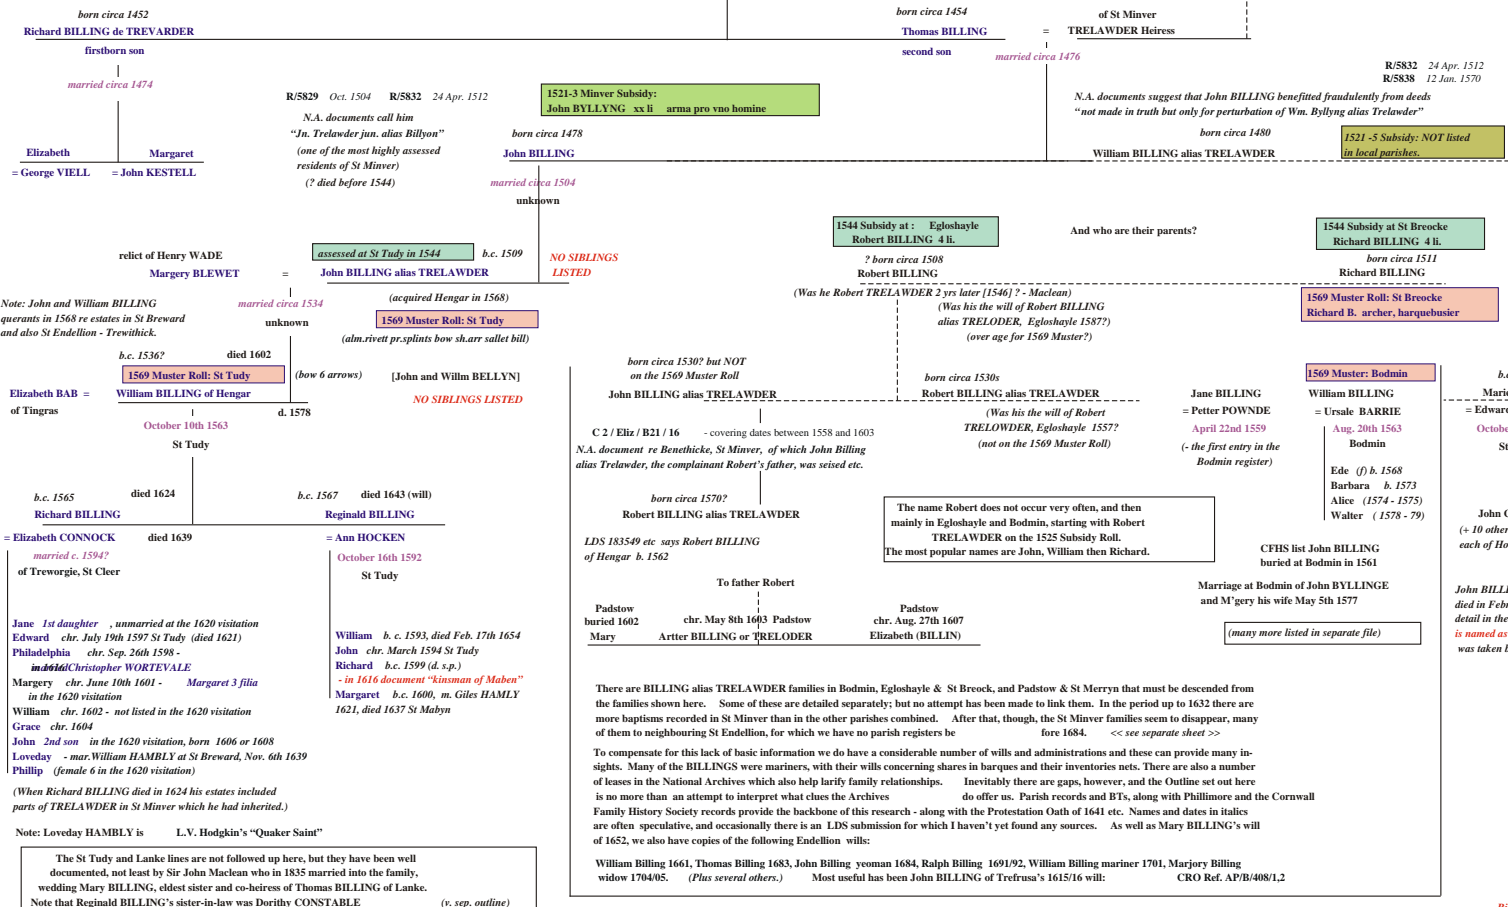 born circa 1452
Richard BILLING de TREVARDER
firstborn son
married circa 1474
Elizabeth
= George VIELL
Margaret
= John KESTELL
born circa 1454
Thomas BILLING
second son
=
of St Minver
TRELAWDER Heiress
married circa 1476
R/5832 24 Apr. 1512
R/5838 12 Jan. 1570
N.A. documents suggest that John BILLING benefitted fraudulently from deeds
“not made in truth but only for perturbation of Wm. Byllyng alias Trelawder”
born circa 1480
William BILLING alias TRELAWDER
1521 -5 Subsidy: NOT listed
in local parishes.
R/5829 Oct. 1504 R/5832 24 Apr. 1512
N.A. documents call him
“Jn. Trelawder jun. alias Billyon”
(one of the most highly assessed
residents of St Minver)
(? died before 1544)
1521-3 Minver Subsidy:
John BYLLYNG xx li arma pro vno homine
born circa 1478
John BILLING
married circa 1504
unknown
relict of Henry WADE
Margery BLEWET
=
assessed at St Tudy in 1544
b.c. 1509
John BILLING alias TRELAWDER
NO SIBLINGS
LISTED
(acquired Hengar in 1568)
1569 Muster Roll: St Tudy
(alm.rivett pr.splints bow sh.arr sallet bill)
married circa 1534
unknown
Note: John and William BILLING
querants in 1568 re estates in St Breward
and also St Endellion - Trewithick.
1544 Subsidy at : Egloshayle
Robert BILLING 4 li.
? born circa 1508
Robert BILLING
(Was he Robert TRELAWDER 2 yrs later [1546] ? - Maclean)
(Was his the will of Robert BILLING
alias TRELODER, Egloshayle 1587?)
(over age for 1569 Muster?)
And who are their parents?
1544 Subsidy at St Breocke
Richard BILLING 4 li.
born circa 1511
Richard BILLING
1569 Muster Roll: St Breocke
Richard B. archer, harquebusier
b.c. 1536?
died 1602
1569 Muster Roll: St Tudy
(bow 6 arrows)
[John and Willm BELLYN]
NO SIBLINGS LISTED
Elizabeth BAB =
of Tingras
William BILLING of Hengar
d. 1578
October 10th 1563
St Tudy
born circa 1530? but NOT
on the 1569 Muster Roll
John BILLING alias TRELAWDER
C 2 / Eliz / B21 / 16 - covering dates between 1558 and 1603
N.A. document re Benethicke, St Minver, of which John Billing
alias Trelawder, the complainant Robert’s father, was seised etc.
born circa 1530s
Robert BILLING alias TRELAWDER
(Was his the will of Robert
TRELOWDER, Egloshayle 1557?
(not on the 1569 Muster Roll)
Jane BILLING
= Petter POWNDE
April 22nd 1559
(- the first entry in the
Bodmin register)
1569 Muster: Bodmin
William BILLING
= Ursale BARRIE
Aug. 20th 1563
Bodmin
Ede (f) b. 1568
Barbara b. 1573
Alice (1574 - 1575)
Walter ( 1578 - 79)
= Edward
b.c. 1565
died 1624
Richard BILLING
= Elizabeth CONNOCK
died 1639
married c. 1594?
of Treworgie, St Cleer
b.c. 1567
died 1643 (will)
Reginald BILLING
= Ann HOCKEN
October 16th 1592
St Tudy
born circa 1570?
Robert BILLING alias TRELAWDER
LDS 183549 etc says Robert BILLING
of Hengar b. 1562
The name Robert does not occur very often, and then
mainly in Egloshayle and Bodmin, starting with Robert
TRELAWDER on the 1525 Subsidy Roll.
The most popular names are John, William then Richard.
CFHS list John BILLING
buried at Bodmin in 1561
Marriage at Bodmin of John BYLLINGE
and M’gery his wife May 5th 1577
(many more listed in separate file)
(+ 10 other
is named as
To father Robert
Padstow
buried 1602
Mary
chr. May 8th 1603 Padstow
Artter BILLING or TRELODER
Padstow
chr. Aug. 27th 1607
Elizabeth (BILLIN)
Jane 1st daughter , unmarried at the 1620 visitation
Edward chr. July 19th 1597 St Tudy (died 1621)
Philadelphia chr. Sep. 26th 1598 -
married Christopher WORTEVALE
Margery chr. June 10th 1601 - Margaret 3 filia
in the 1620 visitation
William chr. 1602 - not listed in the 1620 visitation
Grace chr. 1604
John 2nd son in the 1620 visitation, born 1606 or 1608
Loveday - mar.William HAMBLY at St Breward, Nov. 6th 1639
Phillip (female 6 in the 1620 visitation)
(When Richard BILLING died in 1624 his estates included
parts of TRELAWDER in St Minver which he had inherited.)
Note: Loveday HAMBLY is L.V. Hodgkin’s “Quaker Saint”
William b. c. 1593, died Feb. 17th 1654
John chr. March 1594 St Tudy
Richard b.c. 1599 (d. s.p.)
- in 1616 document “kinsman of Maben”
Margaret b.c. 1600, m. Giles HAMLY
1621, died 1637 St Mabyn
There are BILLING alias TRELAWDER families in Bodmin, Egloshayle & St Breock, and Padstow & St Merryn that must be descended from
the families shown here. Some of these are detailed separately; but no attempt has been made to link them. In the period up to 1632 there are
more baptisms recorded in St Minver than in the other parishes combined. After that, though, the St Minver families seem to disappear, many
of them to neighbouring St Endellion, for which we have no parish registers be fore 1684. << see separate sheet >>
To compensate for this lack of basic information we do have a considerable number of wills and administrations and these can provide many in-
sights. Many of the BILLINGS were mariners, with their wills concerning shares in barques and their inventories nets. There are also a number
of leases in the National Archives which also help larify family relationships. Inevitably there are gaps, however, and the Outline set out here
is no more than an attempt to interpret what clues the Archives do offer us. Parish records and BTs, along with Phillimore and the Cornwall
Family History Society records provide the backbone of this research - along with the Protestation Oath of 1641 etc. Names and dates in italics
are often speculative, and occasionally there is an LDS submission for which I haven’t yet found any sources. As well as Mary BILLING’s will
of 1652, we also have copies of the following Endellion wills:
William Billing 1661, Thomas Billing 1683, John Billing yeoman 1684, Ralph Billing 1691/92, William Billing mariner 1701, Marjory Billing
widow 1704/05. (Plus several others.) Most useful has been John BILLING of Trefrusa’s 1615/16 will: CRO Ref. AP/B/408/1,2
The St Tudy and Lanke lines are not followed up here, but they have been well
documented, not least by Sir John Maclean who in 1835 married into the family,
wedding Mary BILLING, eldest sister and co-heiress of Thomas BILLING of Lanke.
Note that Reginald BILLING’s sister-in-law was Dorithy CONSTABLE (v. sep. outline)